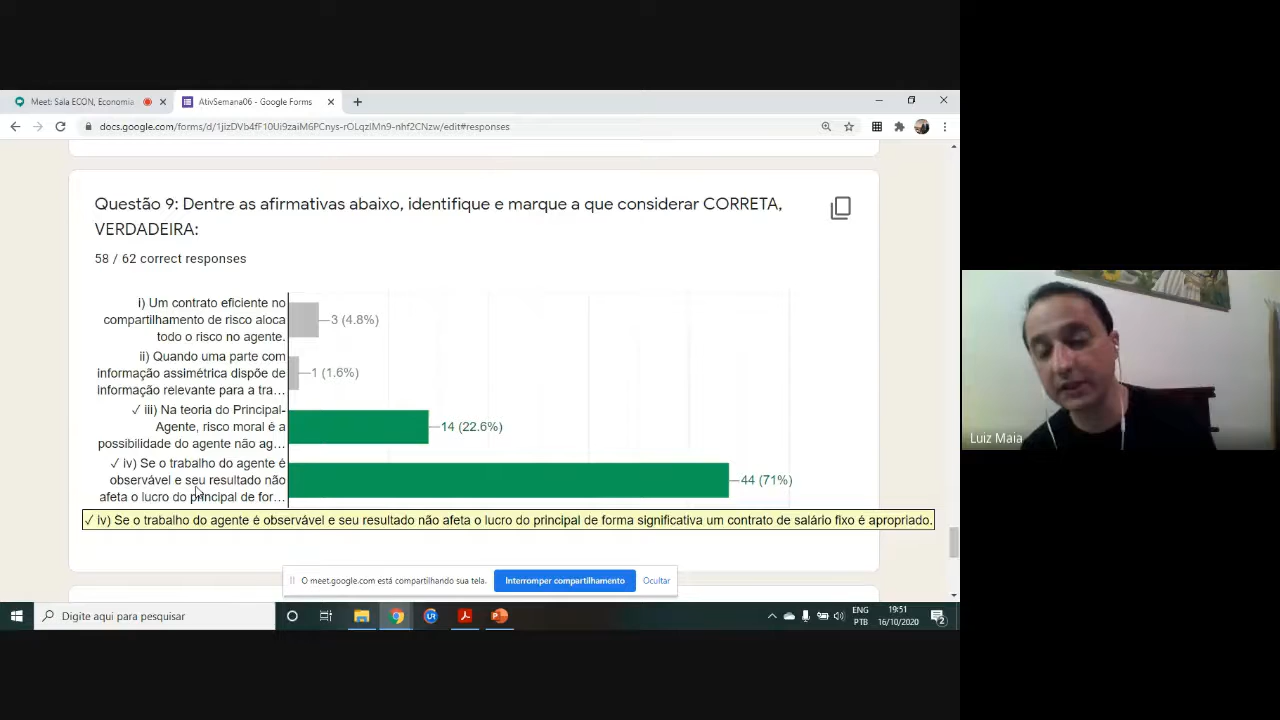 Meet: Sala ECON, Economia
AtivSemana06 - Google Forms
docs.google.com/forms/d/1jizDVb4fF10Ui9zaiM6PCnys-rOLqzIMn9-nhf2CNzw/edit#responses
Questão 9: Dentre as afirmativas abaixo, identifique e marque a que considerar CORRETA,
VERDADEIRA:
58 / 62 correct responses
i) Um contrato eficiente no
compartilhamento de risco aloca
todo o risco no agente.
3 (4.8%)
ii) Quando uma parte com
informação assimétrica dispõe de
informação relevante para a tra…
1 (1.6%)
✓ iii) Na teoria do Principal-
Agente, risco moral é a
possibilidade do agente não ag…
14 (22.6%)
✓ iv) Se o trabalho do agente é
observável e seu resultado não
afeta o lucro do principal de for…
44 (71%)
✓ iv) Se o trabalho do agente é observável e seu resultado não afeta o lucro do principal de forma significativa um contrato de salário fixo é apropriado.
O meet.google.com está compartilhando sua tela.
Interromper compartilhamento
Ocultar
Digite aqui para pesquisar
ENG
PTB
19:51
16/10/2020
2
Luiz Maia